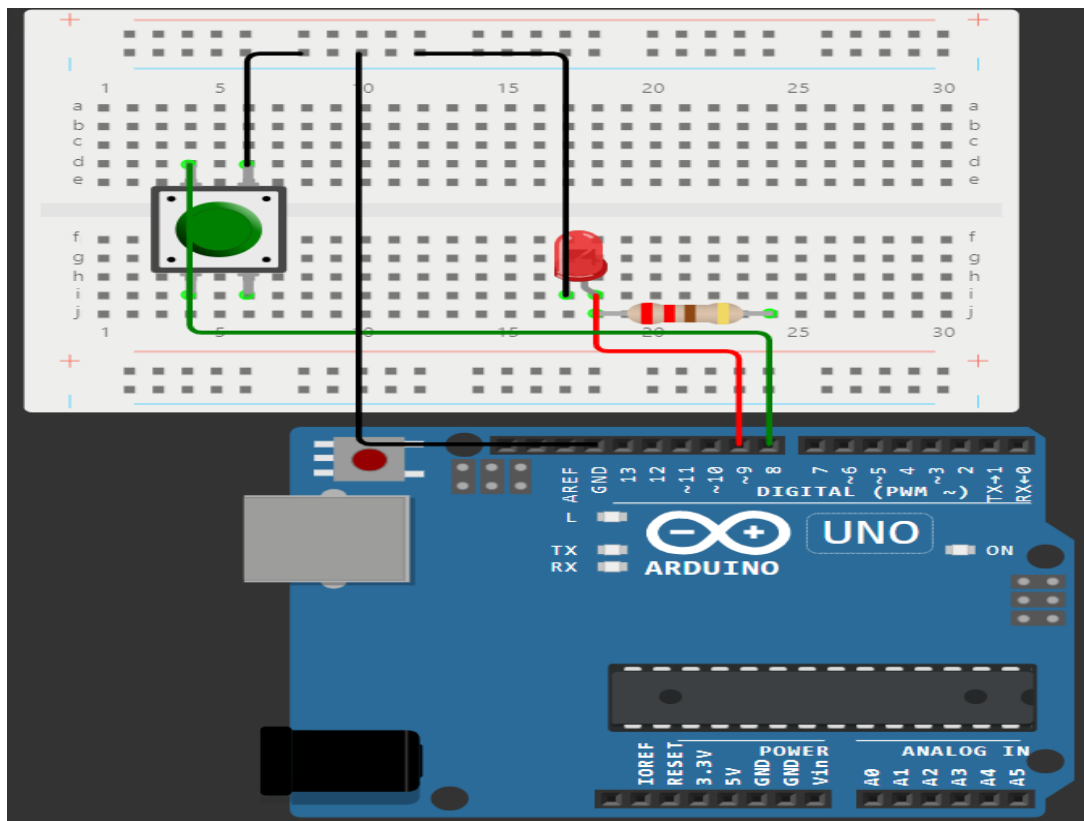 + +
1 5 10 15 20 25 30
a a
b b
c c
d d
e e
f f
g g
h h
i i
j j
1 5 15 20 25 30
+ +
AREF GND 13 12 ~11 ~10 ~9 8 7 ~6 ~5 4 ~3 2 TX→1 RX←0
DIGITAL (PWM ~)
L
UNO
TX
ON
RX
ARDUINO
POWER ANALOG IN
IOREF RESET 3.3V 5V GND GND Vin A0 A1 A2 A3 A4 A5